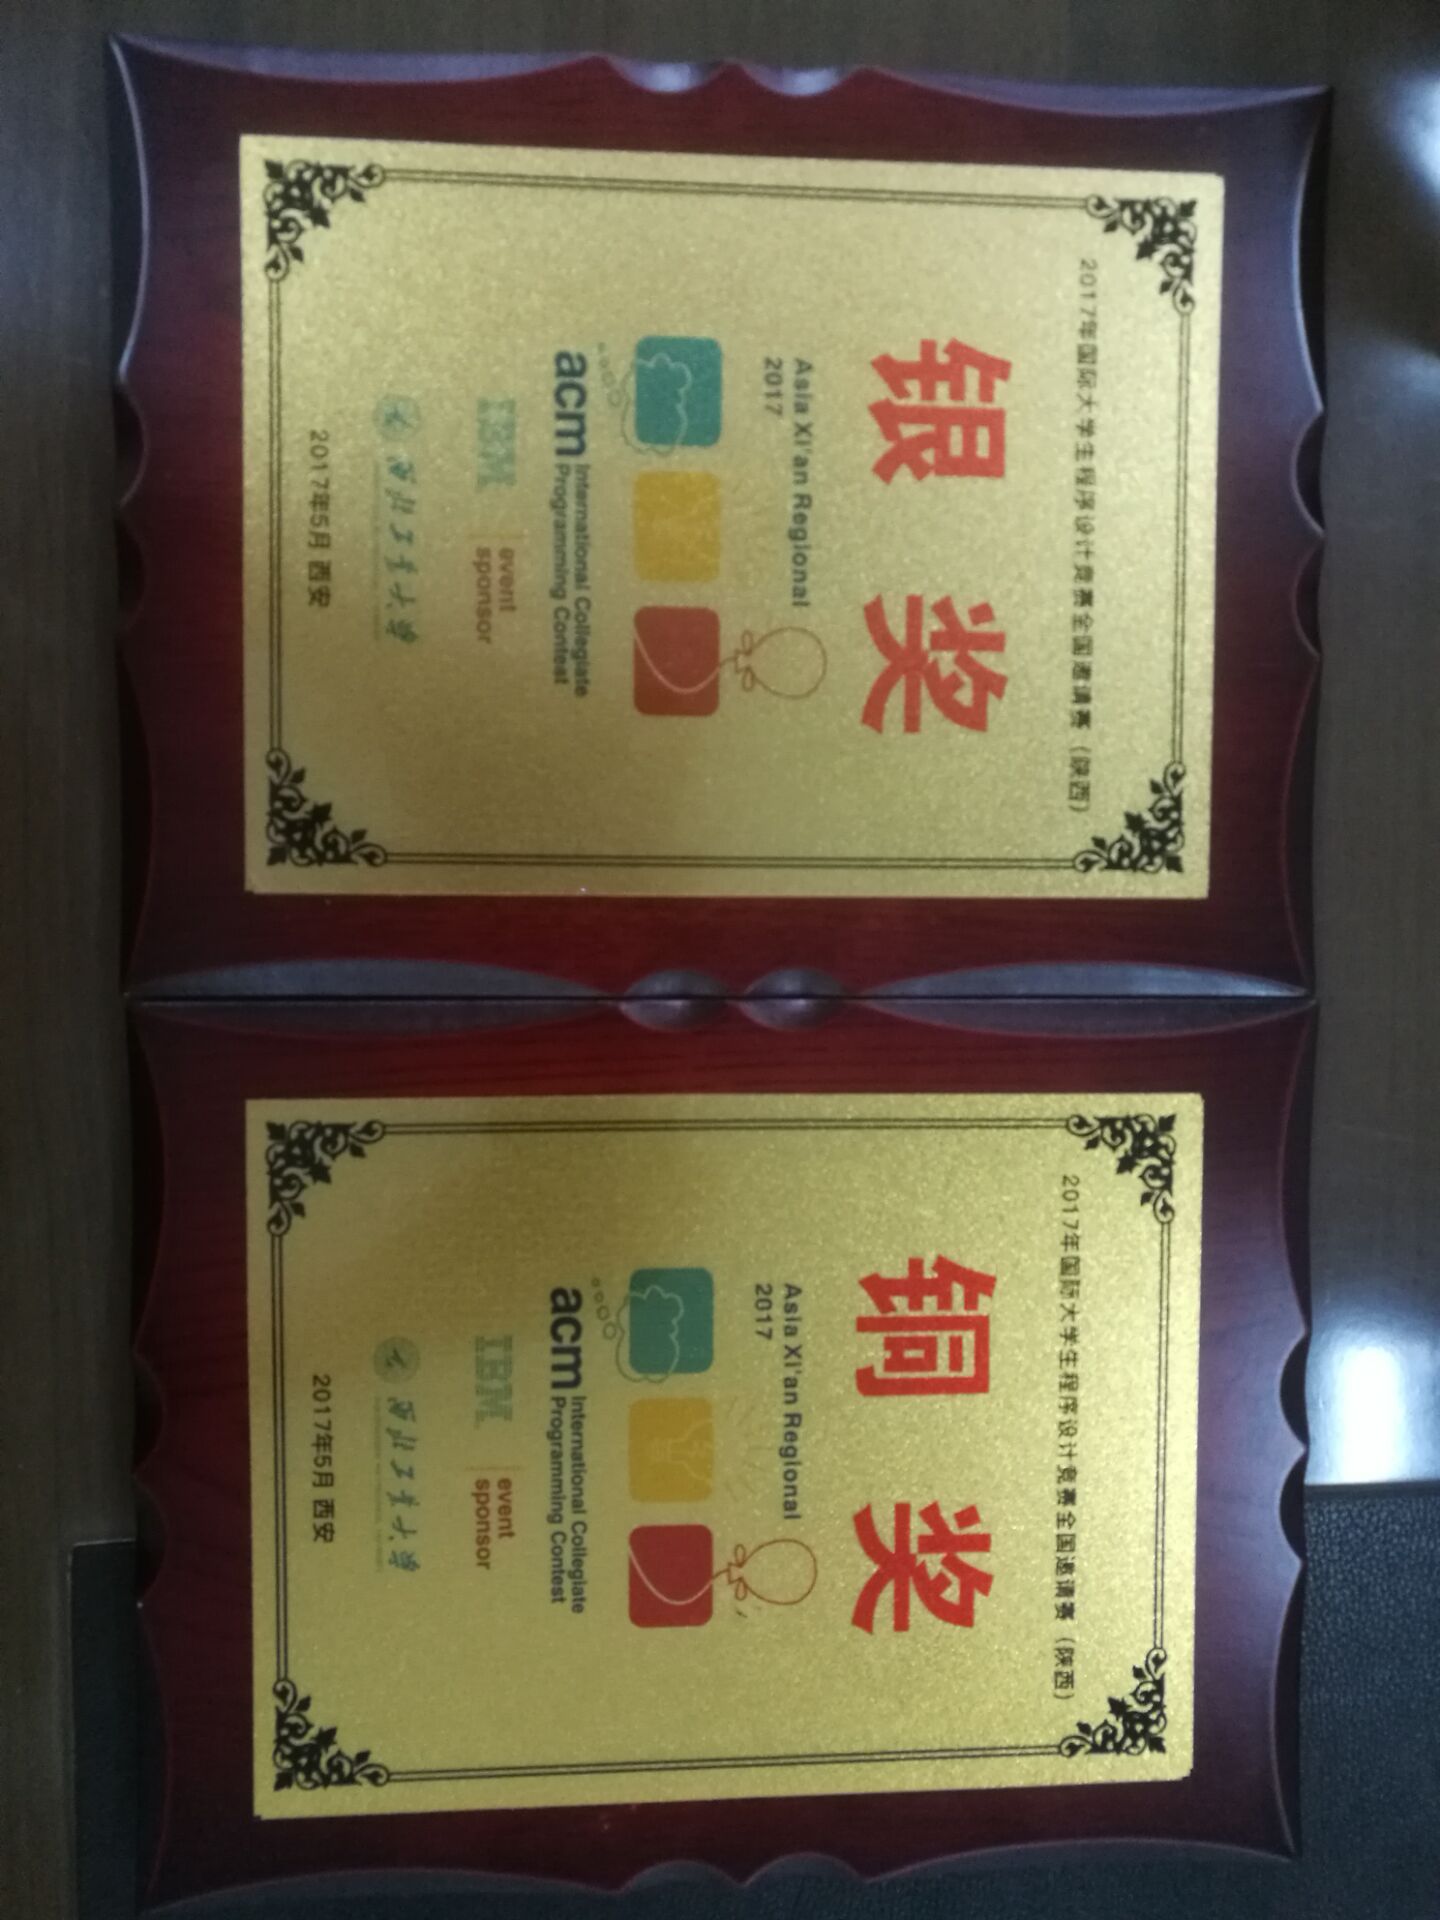 2017年国际大学生程序设计竞赛全国邀请赛（陕西）
银 奖
Asia Xi'an Regional
2017
acm International Collegiate
Programming Contest
IBM event
sponsor
西北工业大学
2017年5月 西安
2017年国际大学生程序设计竞赛全国邀请赛（陕西）
铜 奖
Asia Xi'an Regional
2017
acm International Collegiate
Programming Contest
IBM event
sponsor
西北工业大学
2017年5月 西安